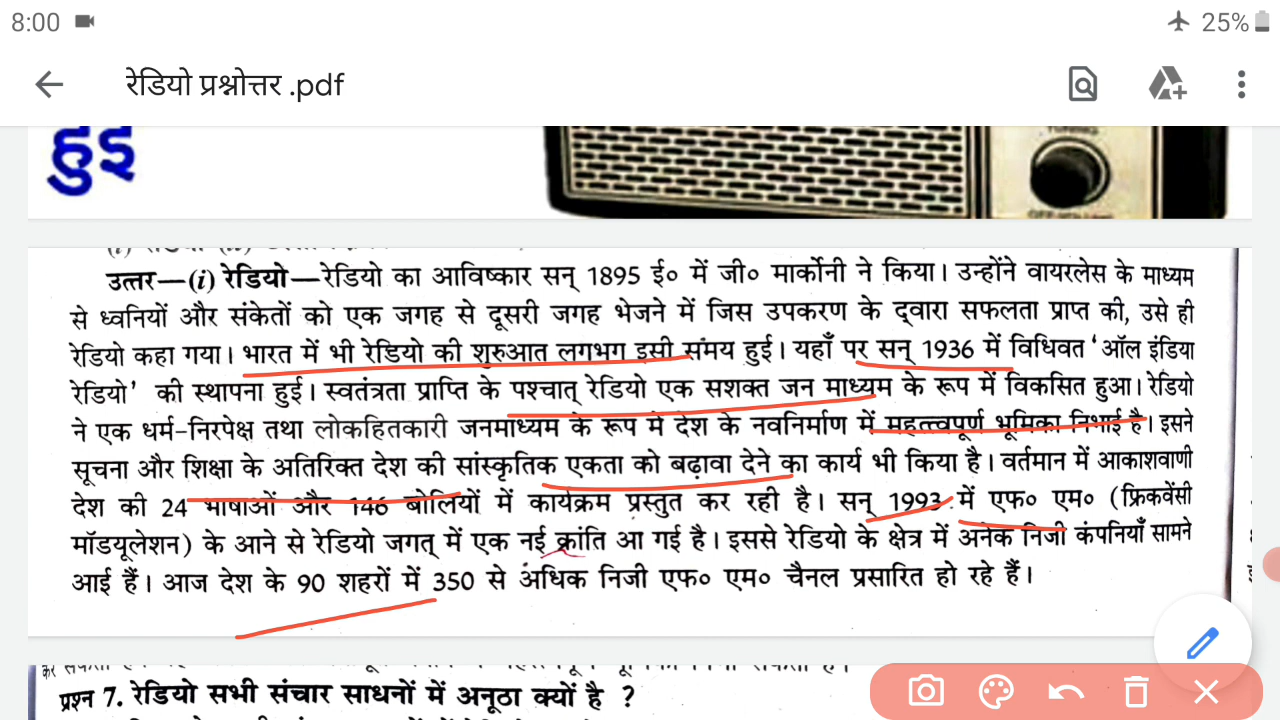 8:00
25%
रेडियो प्रश्नोत्तर .pdf
हुई
उत्तर—(i) रेडियो—रेडियो का आविष्कार सन् 1895 ई० में जी० मार्कोनी ने किया। उन्होंने वायरलेस के माध्यम
से ध्वनियों और संकेतों को एक जगह से दूसरी जगह भेजने में जिस उपकरण के द्वारा सफलता प्राप्त की, उसे ही
रेडियो कहा गया। भारत में भी रेडियो की शुरुआत लगभग इसी समय हुई। यहाँ पर सन् 1936 में विधिवत ‘ऑल इंडिया
रेडियो’ की स्थापना हुई। स्वतंत्रता प्राप्ति के पश्चात् रेडियो एक सशक्त जन माध्यम के रूप में विकसित हुआ। रेडियो
ने एक धर्म-निरपेक्ष तथा लोकहितकारी जनमाध्यम के रूप में देश के नवनिर्माण में महत्त्वपूर्ण भूमिका निभाई है। इसने
सूचना और शिक्षा के अतिरिक्त देश की सांस्कृतिक एकता को बढ़ावा देने का कार्य भी किया है। वर्तमान में आकाशवाणी
देश की 24 भाषाओं और 146 बोलियों में कार्यक्रम प्रस्तुत कर रही है। सन् 1993 में एफ० एम० (फ्रिकवेंसी
मॉडयूलेशन) के आने से रेडियो जगत् में एक नई क्रांति आ गई है। इससे रेडियो के क्षेत्र में अनेक निजी कंपनियाँ सामने
आई हैं। आज देश के 90 शहरों में 350 से अधिक निजी एफ० एम० चैनल प्रसारित हो रहे हैं।
प्रश्न 7. रेडियो सभी संचार साधनों में अनूठा क्यों है ?